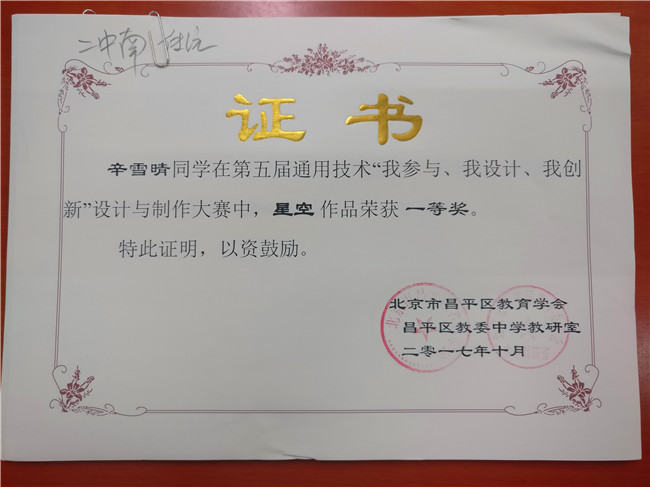 二中南
证书
辛雪晴同学在第五届通用技术“我参与、我设计、我创
新”设计与制作大赛中，星空 作品荣获 一等奖。
特此证明，以资鼓励。
北京市昌平区教育学会
昌平区教委中学教研室
二零一七年十月